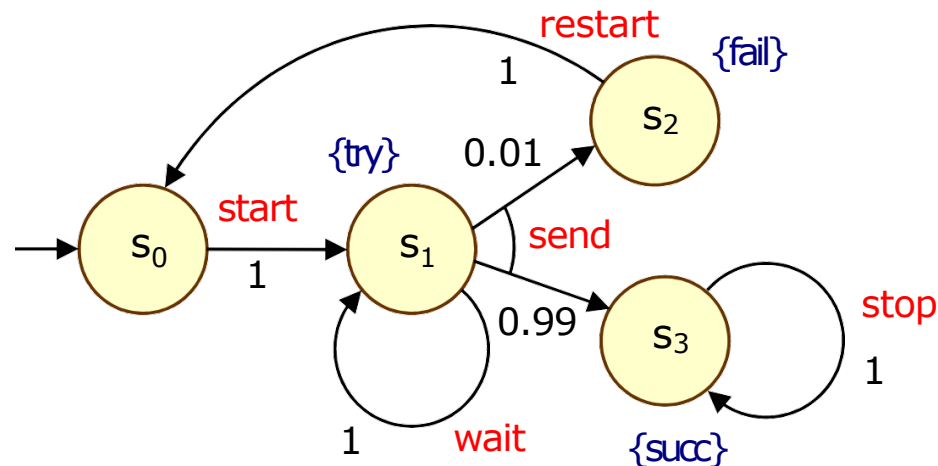 restart
1
{fail}
s₂
{try}
0.01
start
send
s₀
1
s₁
0.99
s₃
stop
1
1
wait
{succ}